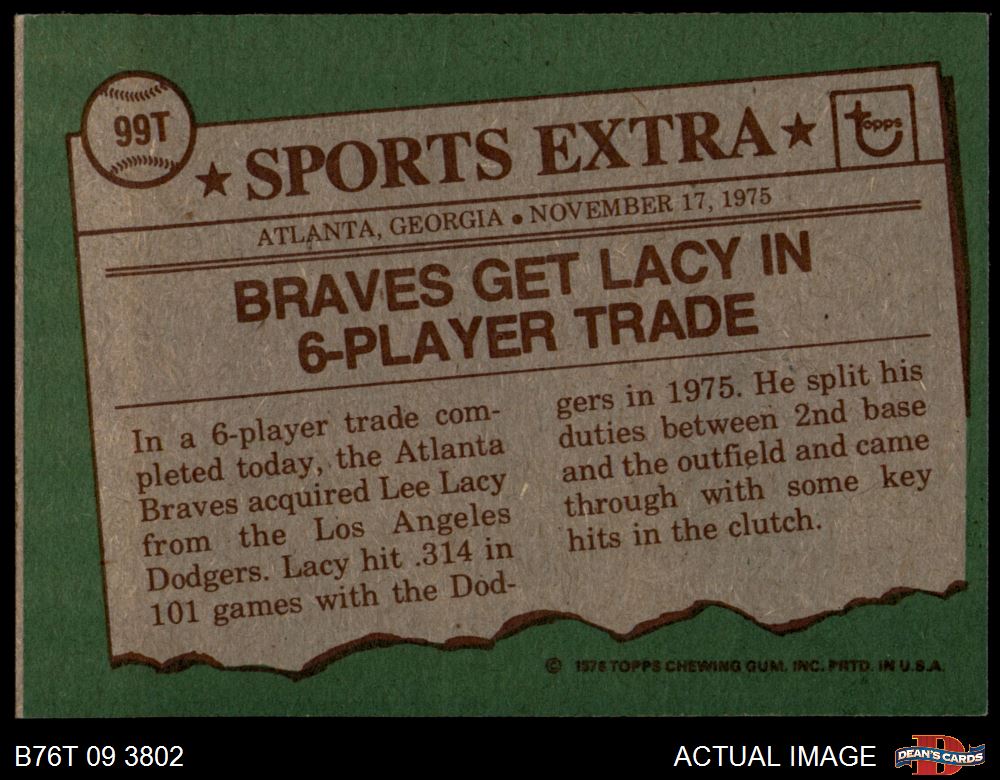 99T
★ SPORTS EXTRA ★
topps
ATLANTA, GEORGIA • NOVEMBER 17, 1975
BRAVES GET LACY IN
6-PLAYER TRADE
In a 6-player trade com-
pleted today, the Atlanta
Braves acquired Lee Lacy
from the Los Angeles
Dodgers. Lacy hit .314 in
101 games with the Dod-
gers in 1975. He split his
duties between 2nd base
and the outfield and came
through with some key
hits in the clutch.
© 1976 TOPPS CHEWING GUM, INC. PRTD. IN U.S.A.
B76T 09 3802
ACTUAL IMAGE
D
DEAN'S CARDS